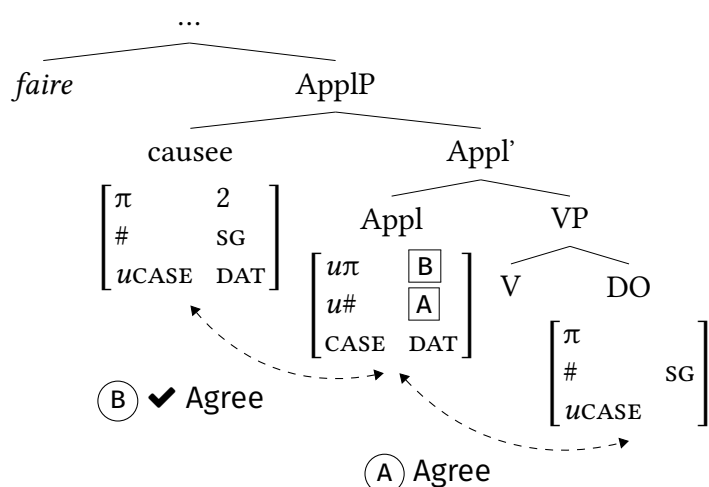 ...
faire ApplP
causee Appl’
π 2
# SG
uCASE DAT
Appl VP
uπ B
u# A
CASE DAT
V DO
π
# SG
uCASE
B ✔ Agree
A Agree